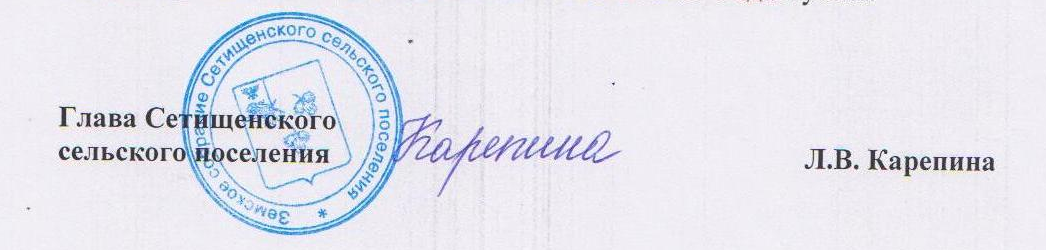 Глава Сетищенского
сельского поселения
Карепина
Л.В. Карепина
Земское собрание Сетищенского сельского поселения *